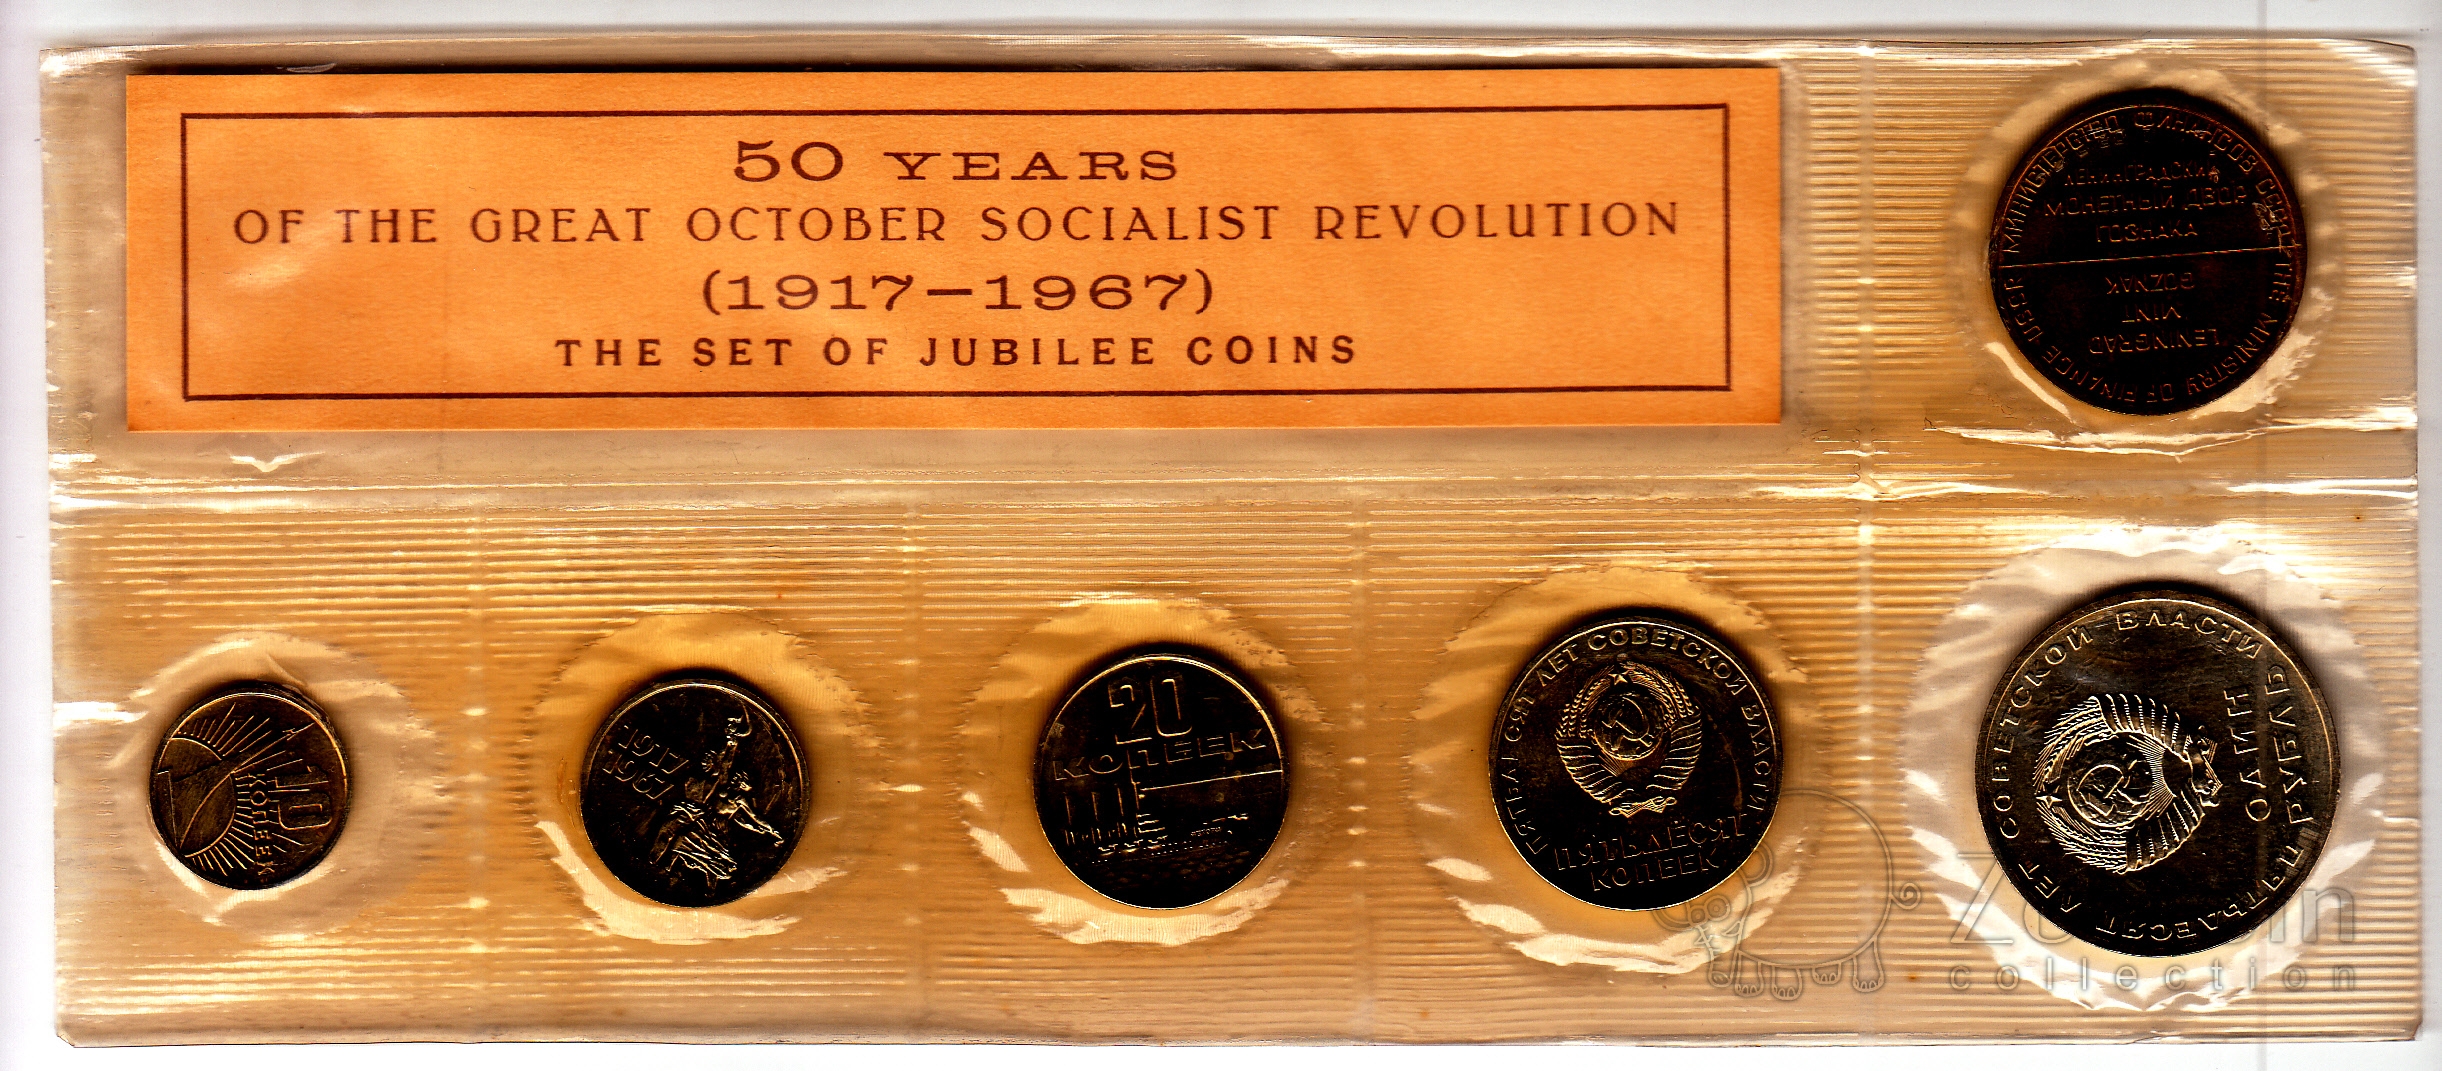 50 YEARS
OF THE GREAT OCTOBER SOCIALIST REVOLUTION
(1917–1967)
THE SET OF JUBILEE COINS
МИНИСТЕРСТВО ФИНАНСОВ СССР
ЛЕНИНГРАДСКИЙ
МОНЕТНЫЙ ДВОР
ГОЗНАКА
THE MINISTRY OF FINANCE USSR
LENINGRAD
MINT
GOZNAK
10
КОПЕЕК
1917
1967
20
КОПЕЕК
ПЯТЬДЕСЯТ ЛЕТ СОВЕТСКОЙ ВЛАСТИ
ПЯТЬДЕСЯТ
КОПЕЕК
ПЯТЬДЕСЯТ ЛЕТ СОВЕТСКОЙ ВЛАСТИ
ОДИН
РУБЛЬ
collection